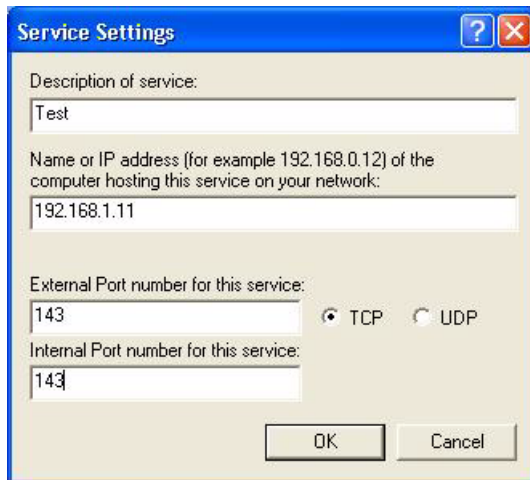 Service Settings
Description of service:
Test
Name or IP address (for example 192.168.0.12) of the
computer hosting this service on your network:
192.168.1.11
External Port number for this service:
143
TCP
UDP
Internal Port number for this service:
143
OK
Cancel